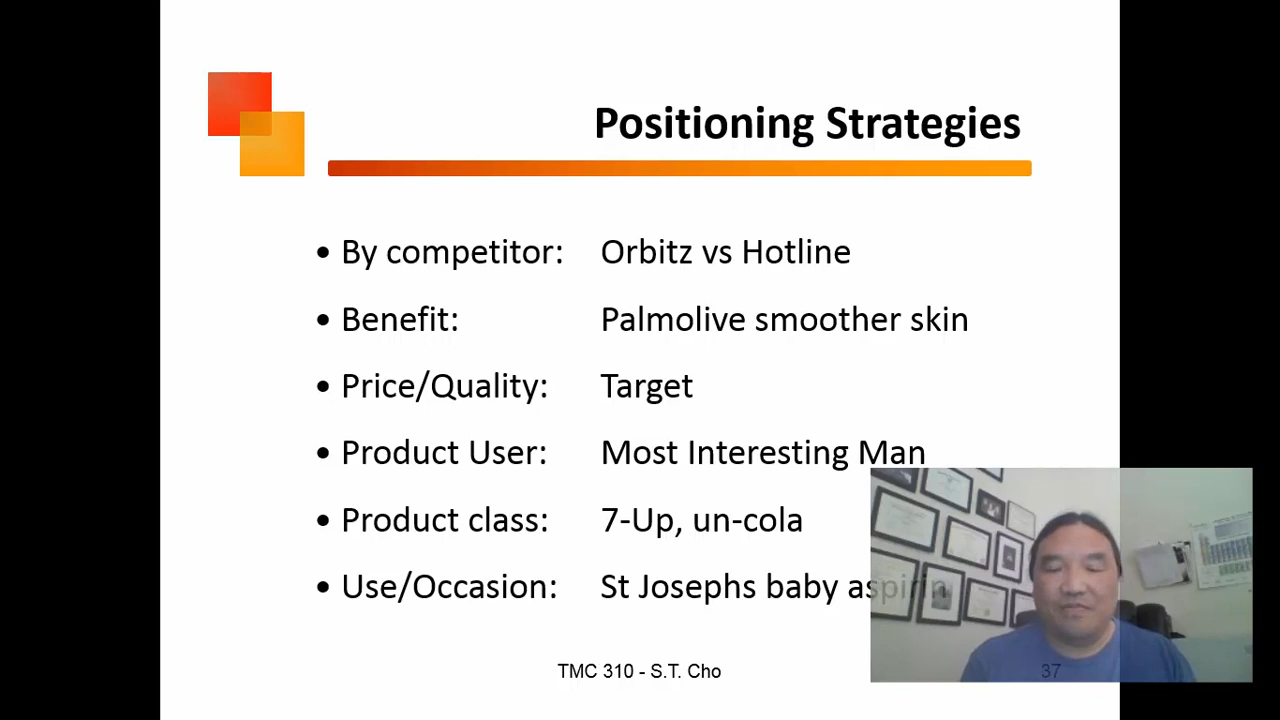 Positioning Strategies
• By competitor: Orbitz vs Hotline
• Benefit: Palmolive smoother skin
• Price/Quality: Target
• Product User: Most Interesting Man
• Product class: 7-Up, un-cola
• Use/Occasion: St Josephs baby aspirin
TMC 310 - S.T. Cho
37